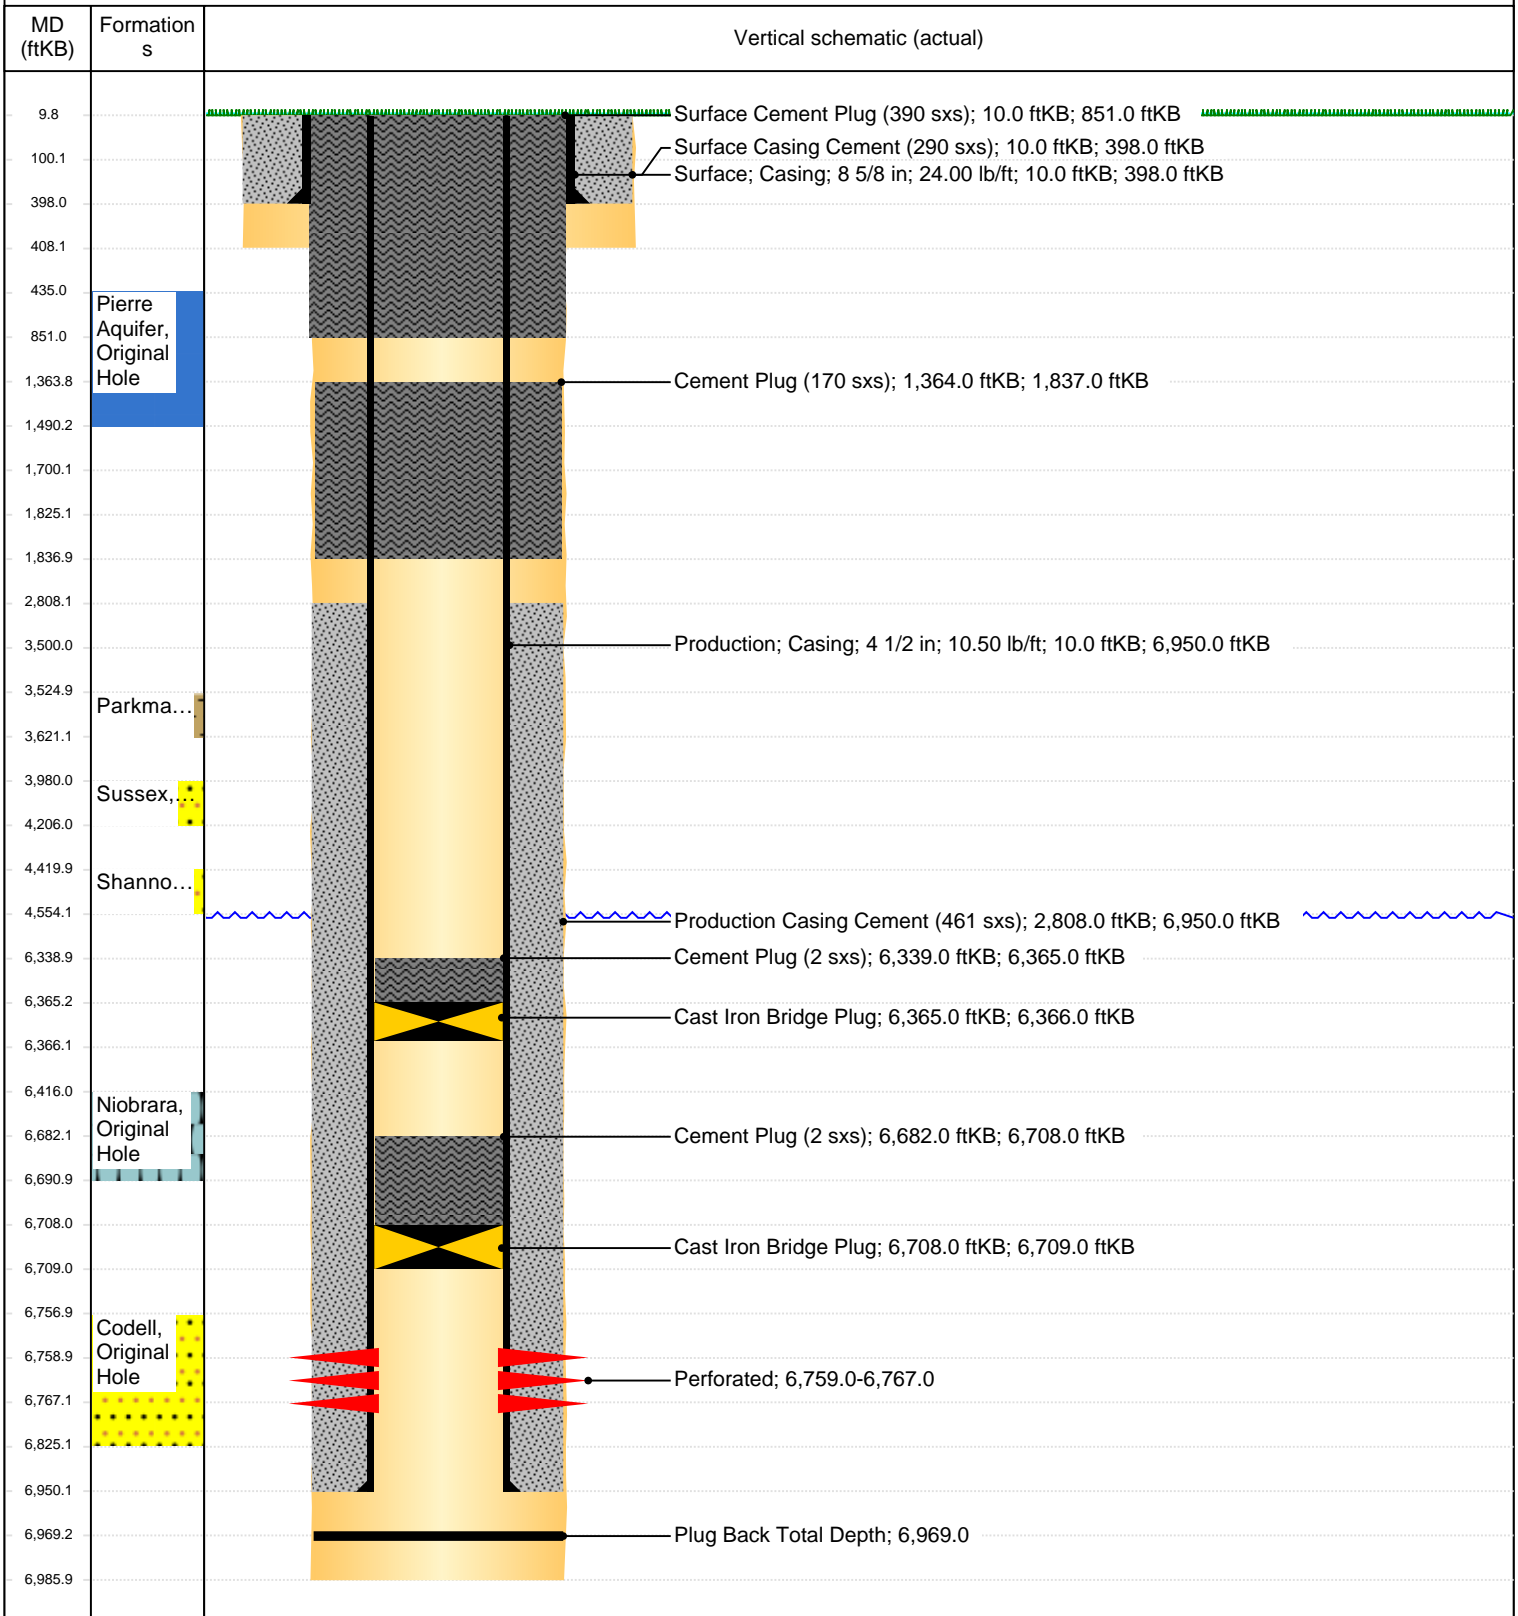 MD
(ftKB)
Formation
s
Vertical schematic (actual)
9.8
Surface Cement Plug (390 sxs); 10.0 ftKB; 851.0 ftKB
100.1
Surface Casing Cement (290 sxs); 10.0 ftKB; 398.0 ftKB
Surface; Casing; 8 5/8 in; 24.00 lb/ft; 10.0 ftKB; 398.0 ftKB
398.0
408.1
435.0
Pierre
Aquifer,
Original
Hole
851.0
1,363.8
Cement Plug (170 sxs); 1,364.0 ftKB; 1,837.0 ftKB
1,490.2
1,700.1
1,825.1
1,836.9
2,808.1
3,500.0
Production; Casing; 4 1/2 in; 10.50 lb/ft; 10.0 ftKB; 6,950.0 ftKB
3,524.9
Parkma...
3,621.1
3,980.0
Sussex,...
4,206.0
4,419.9
Shanno...
4,554.1
Production Casing Cement (461 sxs); 2,808.0 ftKB; 6,950.0 ftKB
6,338.9
Cement Plug (2 sxs); 6,339.0 ftKB; 6,365.0 ftKB
6,365.2
Cast Iron Bridge Plug; 6,365.0 ftKB; 6,366.0 ftKB
6,366.1
6,416.0
Niobrara,
Original
Hole
6,682.1
Cement Plug (2 sxs); 6,682.0 ftKB; 6,708.0 ftKB
6,690.9
6,708.0
Cast Iron Bridge Plug; 6,708.0 ftKB; 6,709.0 ftKB
6,709.0
6,756.9
Codell,
Original
Hole
6,758.9
Perforated; 6,759.0-6,767.0
6,767.1
6,825.1
6,950.1
6,969.2
Plug Back Total Depth; 6,969.0
6,985.9